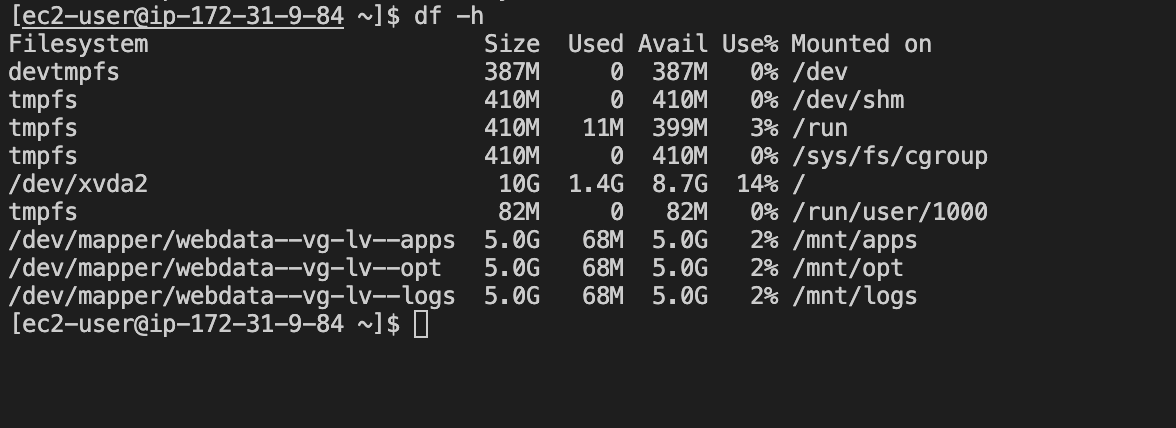 [ec2-user@ip-172-31-9-84 ~]$ df -h
Filesystem                            Size  Used Avail Use% Mounted on
devtmpfs                              387M     0  387M   0% /dev
tmpfs                                 410M     0  410M   0% /dev/shm
tmpfs                                 410M   11M  399M   3% /run
tmpfs                                 410M     0  410M   0% /sys/fs/cgroup
/dev/xvda2                             10G  1.4G  8.7G  14% /
tmpfs                                  82M     0   82M   0% /run/user/1000
/dev/mapper/webdata--vg-lv--apps  5.0G   68M  5.0G   2% /mnt/apps
/dev/mapper/webdata--vg-lv--opt   5.0G   68M  5.0G   2% /mnt/opt
/dev/mapper/webdata--vg-lv--logs  5.0G   68M  5.0G   2% /mnt/logs
[ec2-user@ip-172-31-9-84 ~]$